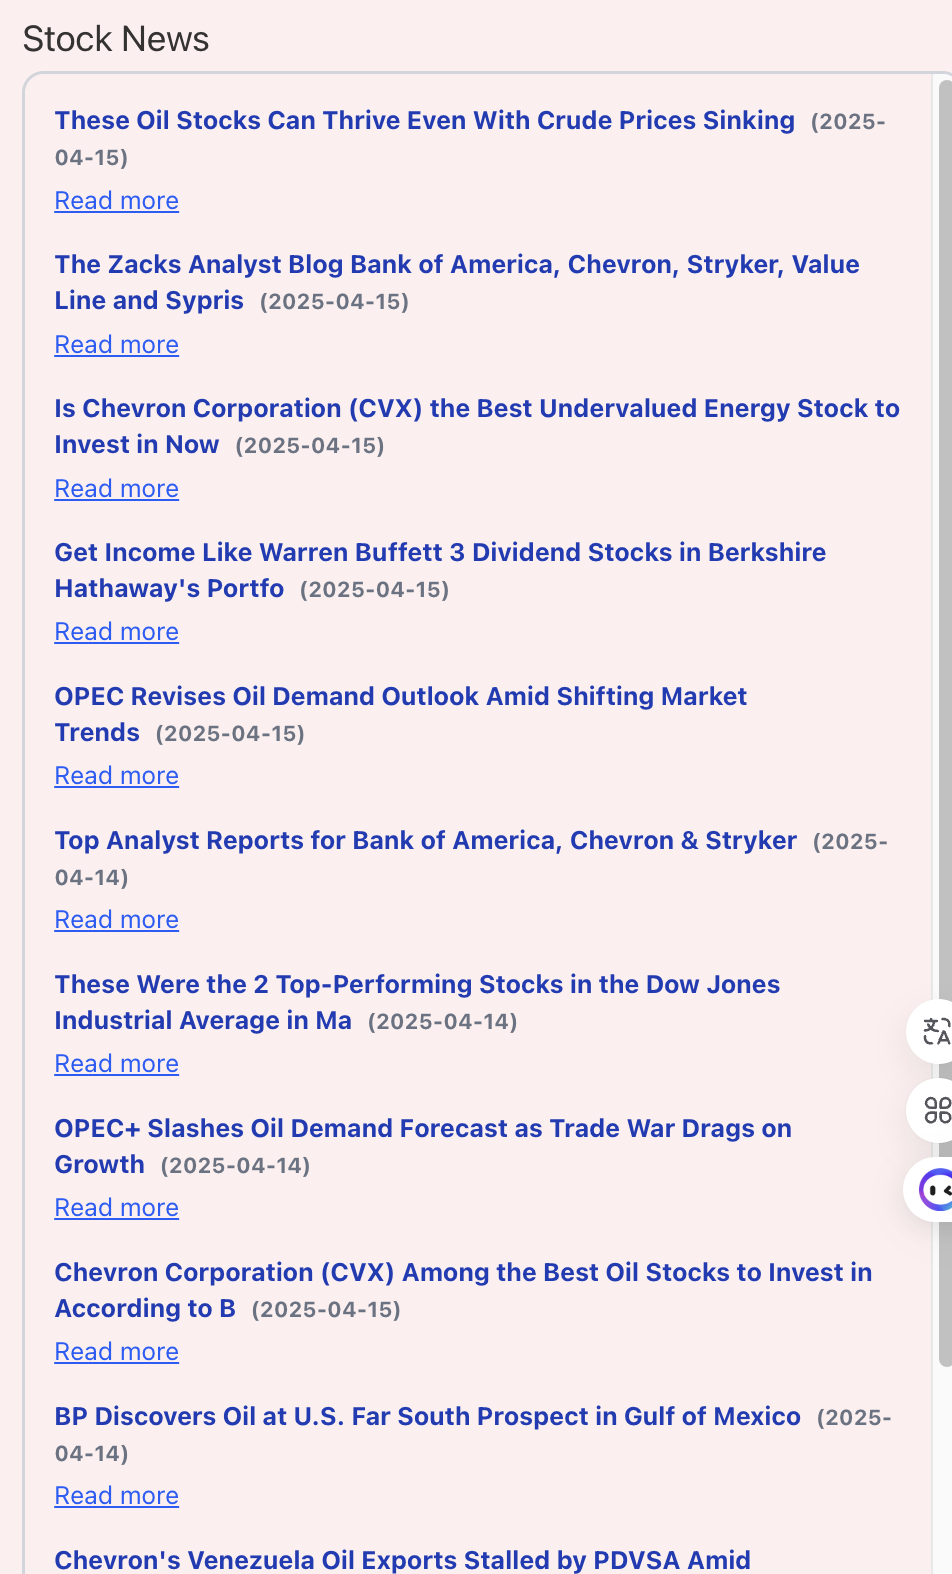 Stock News
These Oil Stocks Can Thrive Even With Crude Prices Sinking (2025-
04-15)
Read more
The Zacks Analyst Blog Bank of America, Chevron, Stryker, Value
Line and Sypris (2025-04-15)
Read more
Is Chevron Corporation (CVX) the Best Undervalued Energy Stock to
Invest in Now (2025-04-15)
Read more
Get Income Like Warren Buffett 3 Dividend Stocks in Berkshire
Hathaway's Portfo (2025-04-15)
Read more
OPEC Revises Oil Demand Outlook Amid Shifting Market
Trends (2025-04-15)
Read more
Top Analyst Reports for Bank of America, Chevron & Stryker (2025-
04-14)
Read more
These Were the 2 Top-Performing Stocks in the Dow Jones
Industrial Average in Ma (2025-04-14)
Read more
OPEC+ Slashes Oil Demand Forecast as Trade War Drags on
Growth (2025-04-14)
Read more
Chevron Corporation (CVX) Among the Best Oil Stocks to Invest in
According to B (2025-04-15)
Read more
BP Discovers Oil at U.S. Far South Prospect in Gulf of Mexico (2025-
04-14)
Read more
Chevron's Venezuela Oil Exports Stalled by PDVSA Amid